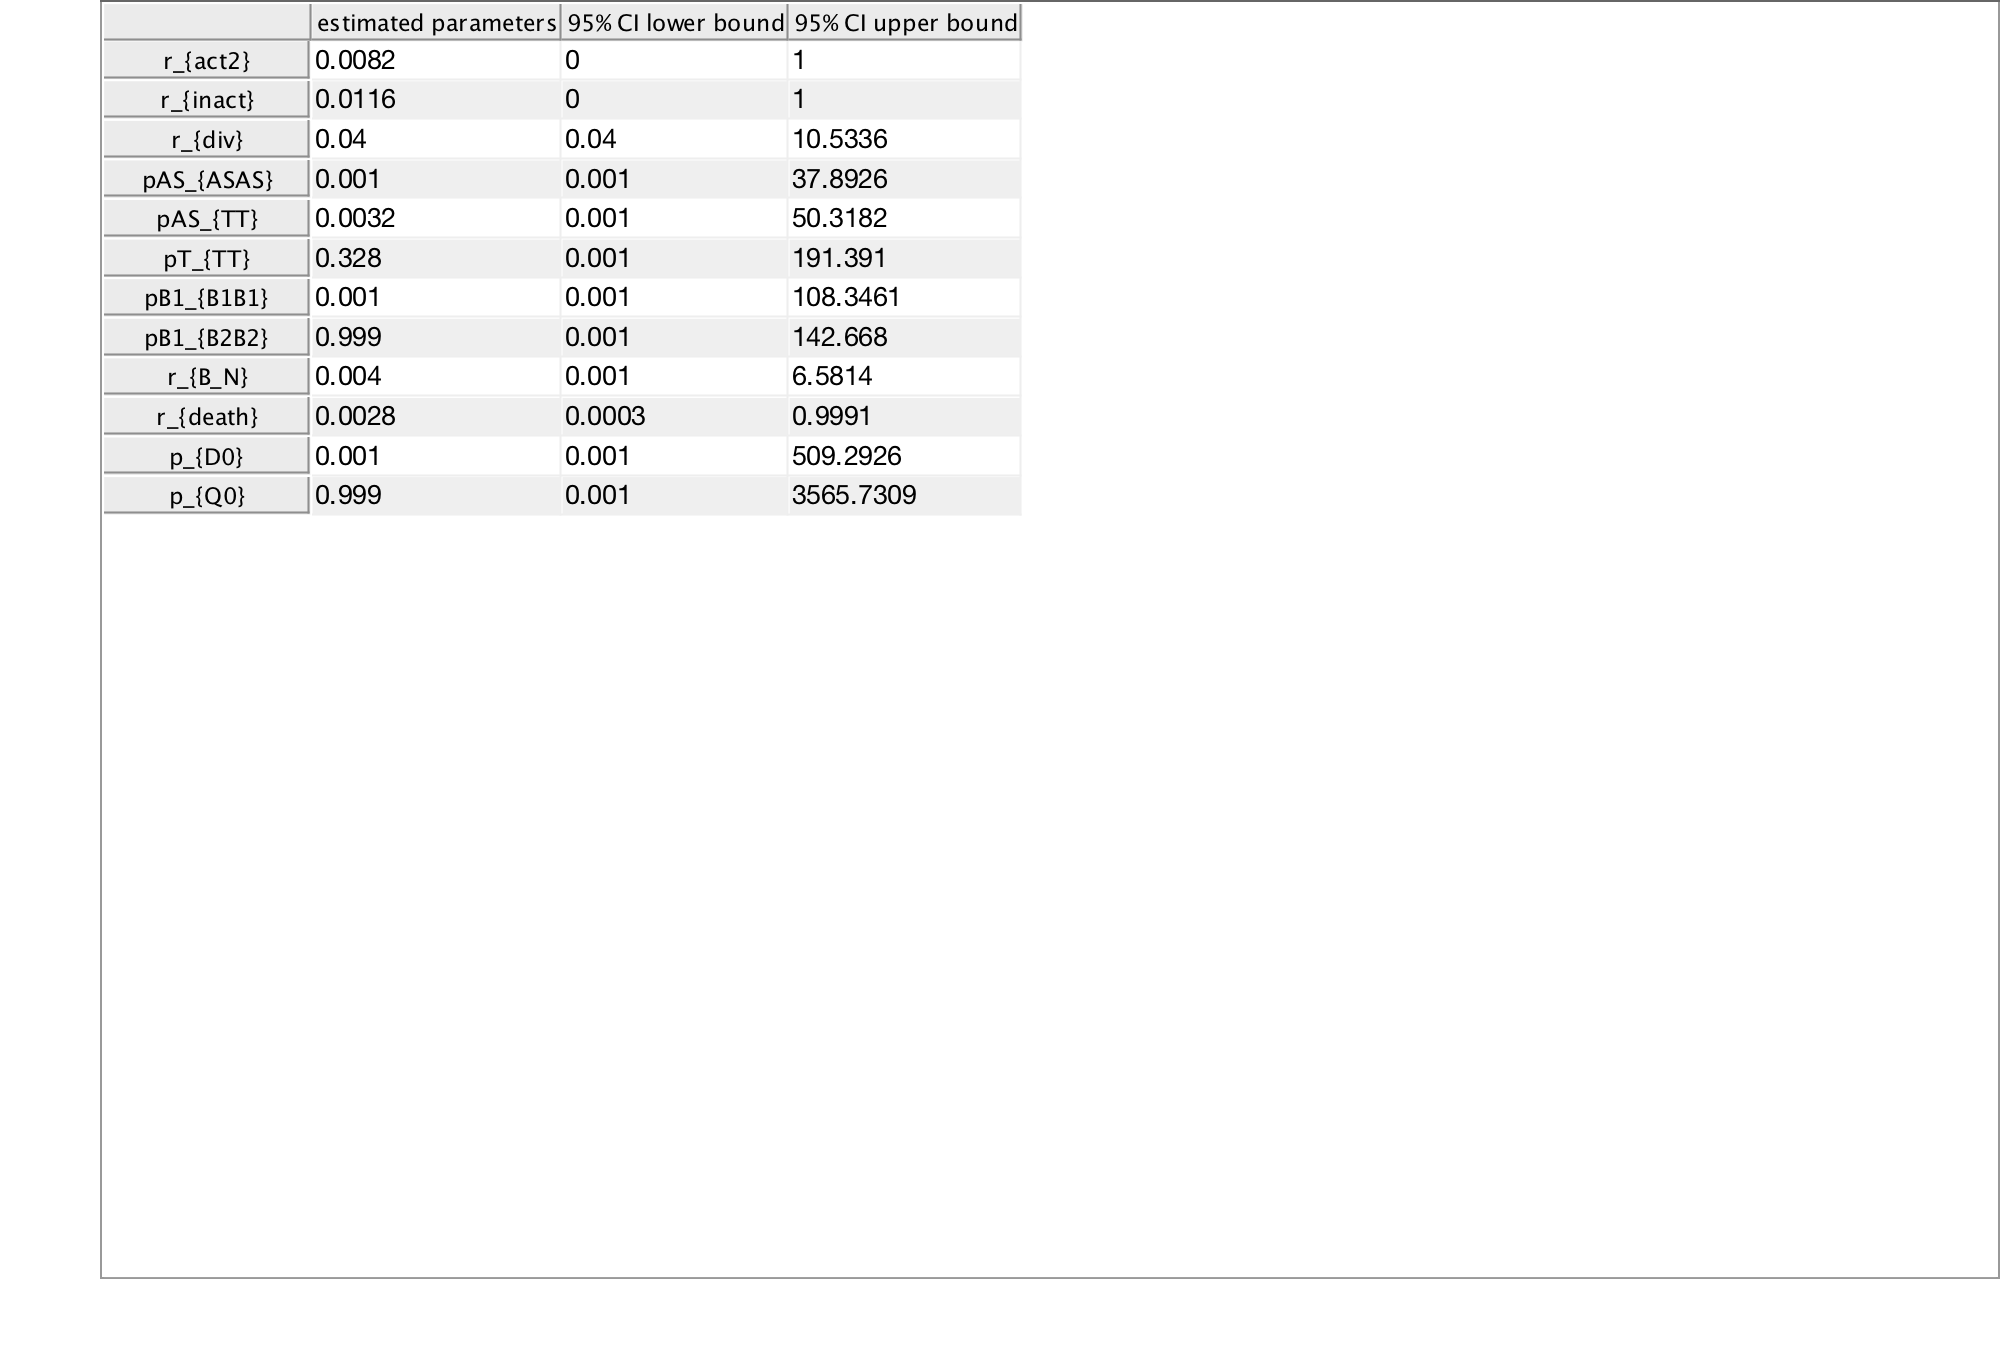 estimated parameters 95% CI lower bound 95% CI upper bound
r_{act2} 0.0082 0 1
r_{inact} 0.0116 0 1
r_{div} 0.04 0.04 10.5336
pAS_{ASAS} 0.001 0.001 37.8926
pAS_{TT} 0.0032 0.001 50.3182
pT_{TT} 0.328 0.001 191.391
pB1_{B1B1} 0.001 0.001 108.3461
pB1_{B2B2} 0.999 0.001 142.668
r_{B_N} 0.004 0.001 6.5814
r_{death} 0.0028 0.0003 0.9991
p_{D0} 0.001 0.001 509.2926
p_{Q0} 0.999 0.001 3565.7309